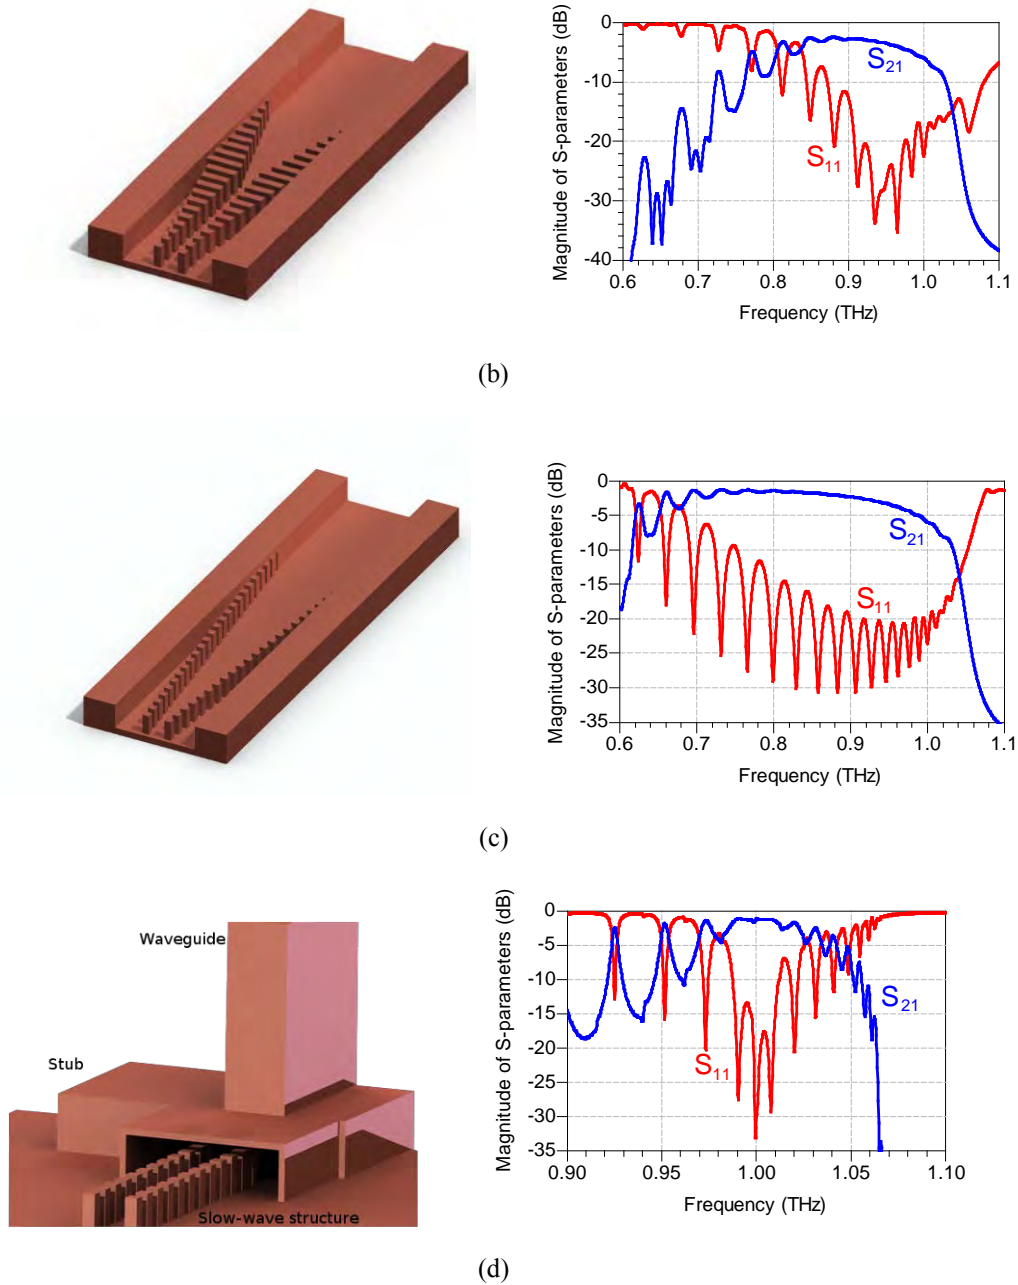 Magnitude of S-parameters (dB)
0
-10
-20
-30
-40
S21
S11
0.6 0.7 0.8 0.9 1.0 1.1
Frequency (THz)
(b)
Magnitude of S-parameters (dB)
0
-5
-10
-15
-20
-25
-30
-35
S21
S11
0.6 0.7 0.8 0.9 1.0 1.1
Frequency (THz)
(c)
Waveguide
Stub
Slow-wave structure
Magnitude of S-parameters (dB)
0
-5
-10
-15
-20
-25
-30
-35
S21
S11
0.90 0.95 1.00 1.05 1.10
Frequency (THz)
(d)